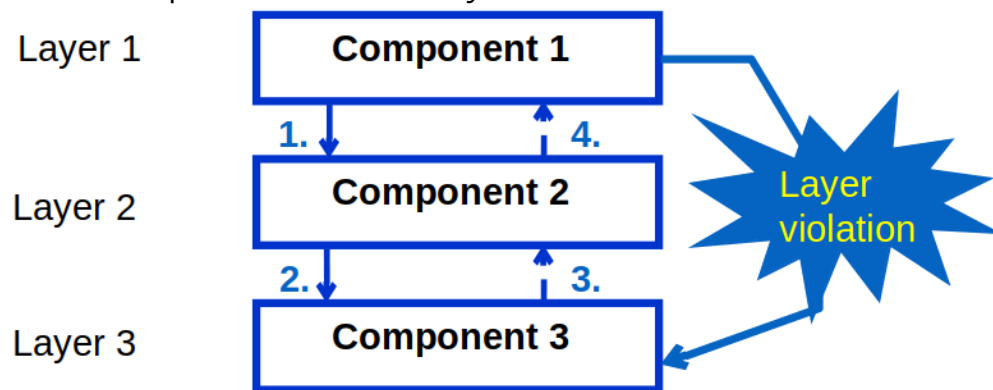 Layer 1
Component 1
1.
4.
Layer 2
Component 2
Layer
violation
2.
3.
Layer 3
Component 3